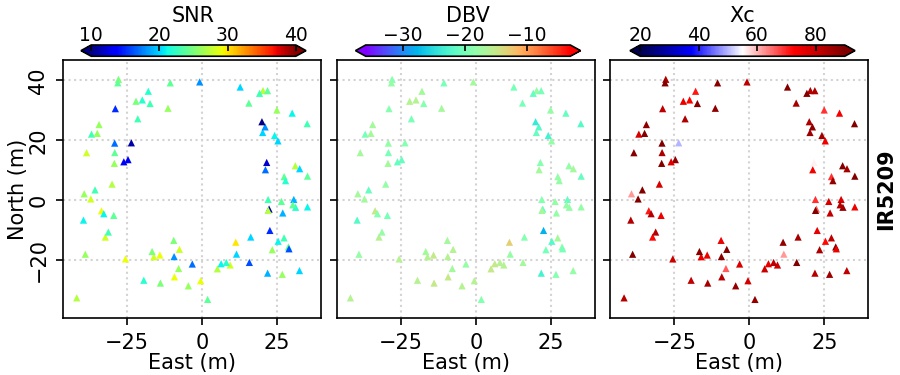 SNR DBV Xc
10 20 30 40 −30 −20 −10 20 40 60 80
40
20
0
−20
North (m)
IR5209
−25 0 25 −25 0 25 −25 0 25
East (m) East (m) East (m)